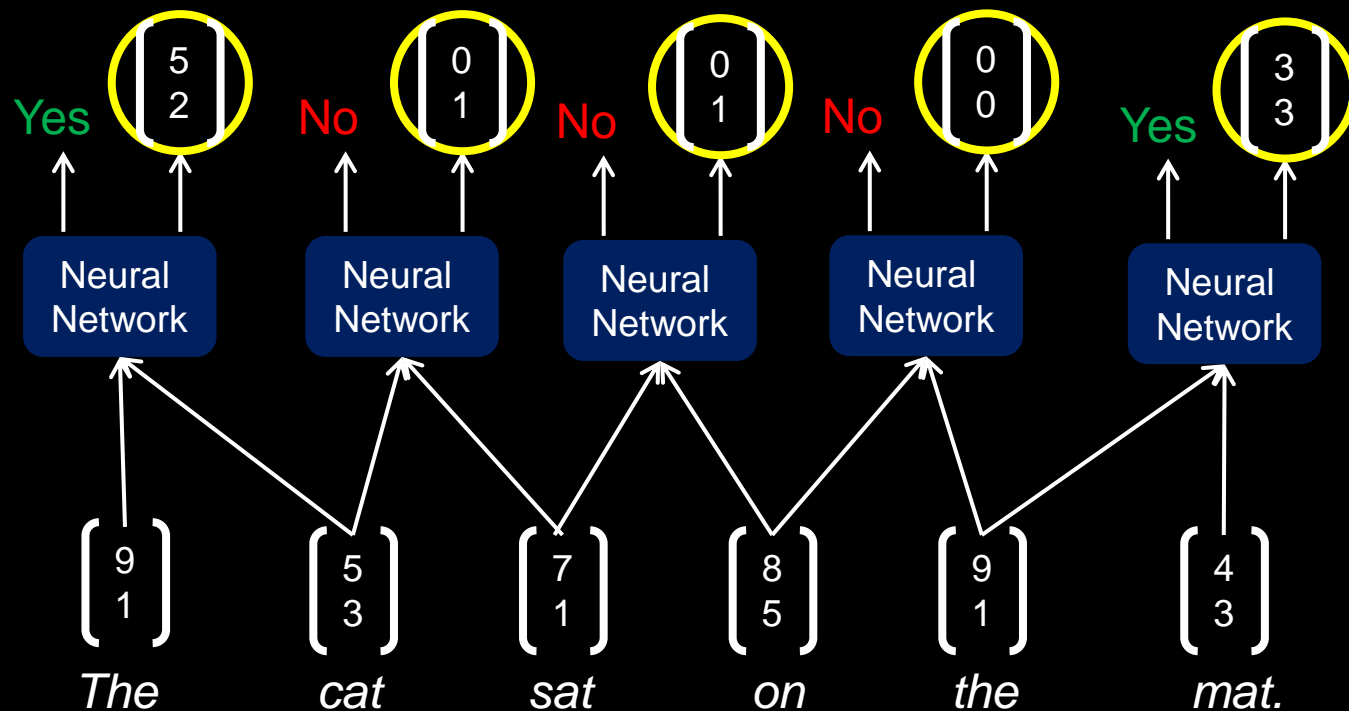 5 0 0 0 3
2 1 1 0 3
Yes No No No Yes
Neural Neural Neural Neural Neural
Network Network Network Network Network
9 5 7 8 9 4
1 3 1 5 1 3
The cat sat on the mat.